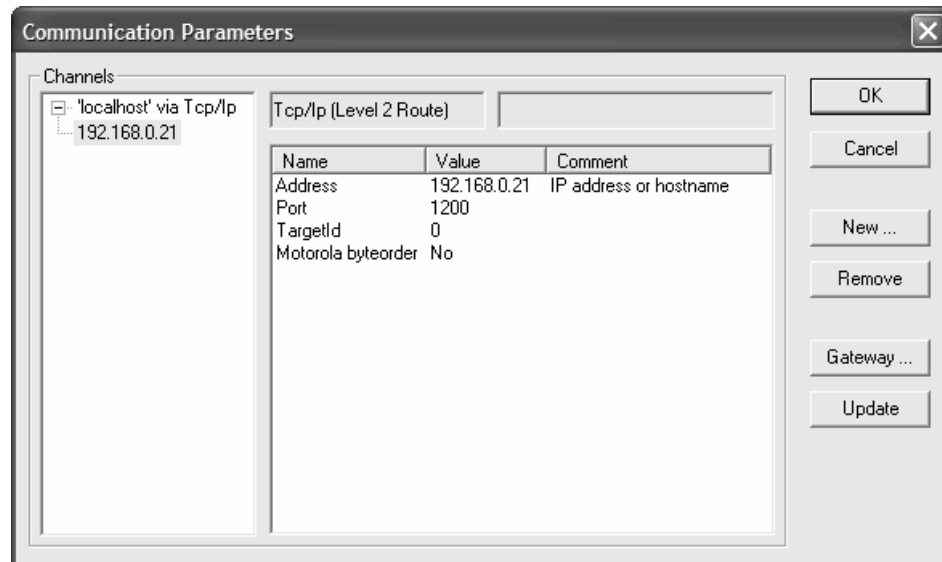 Communication Parameters
Channels
'localhost' via Tcp/Ip
192.168.0.21
Tcp/Ip (Level 2 Route)
Name Value Comment
Address 192.168.0.21 IP address or hostname
Port 1200
TargetId 0
Motorola byteorder No
OK
Cancel
New ...
Remove
Gateway ...
Update